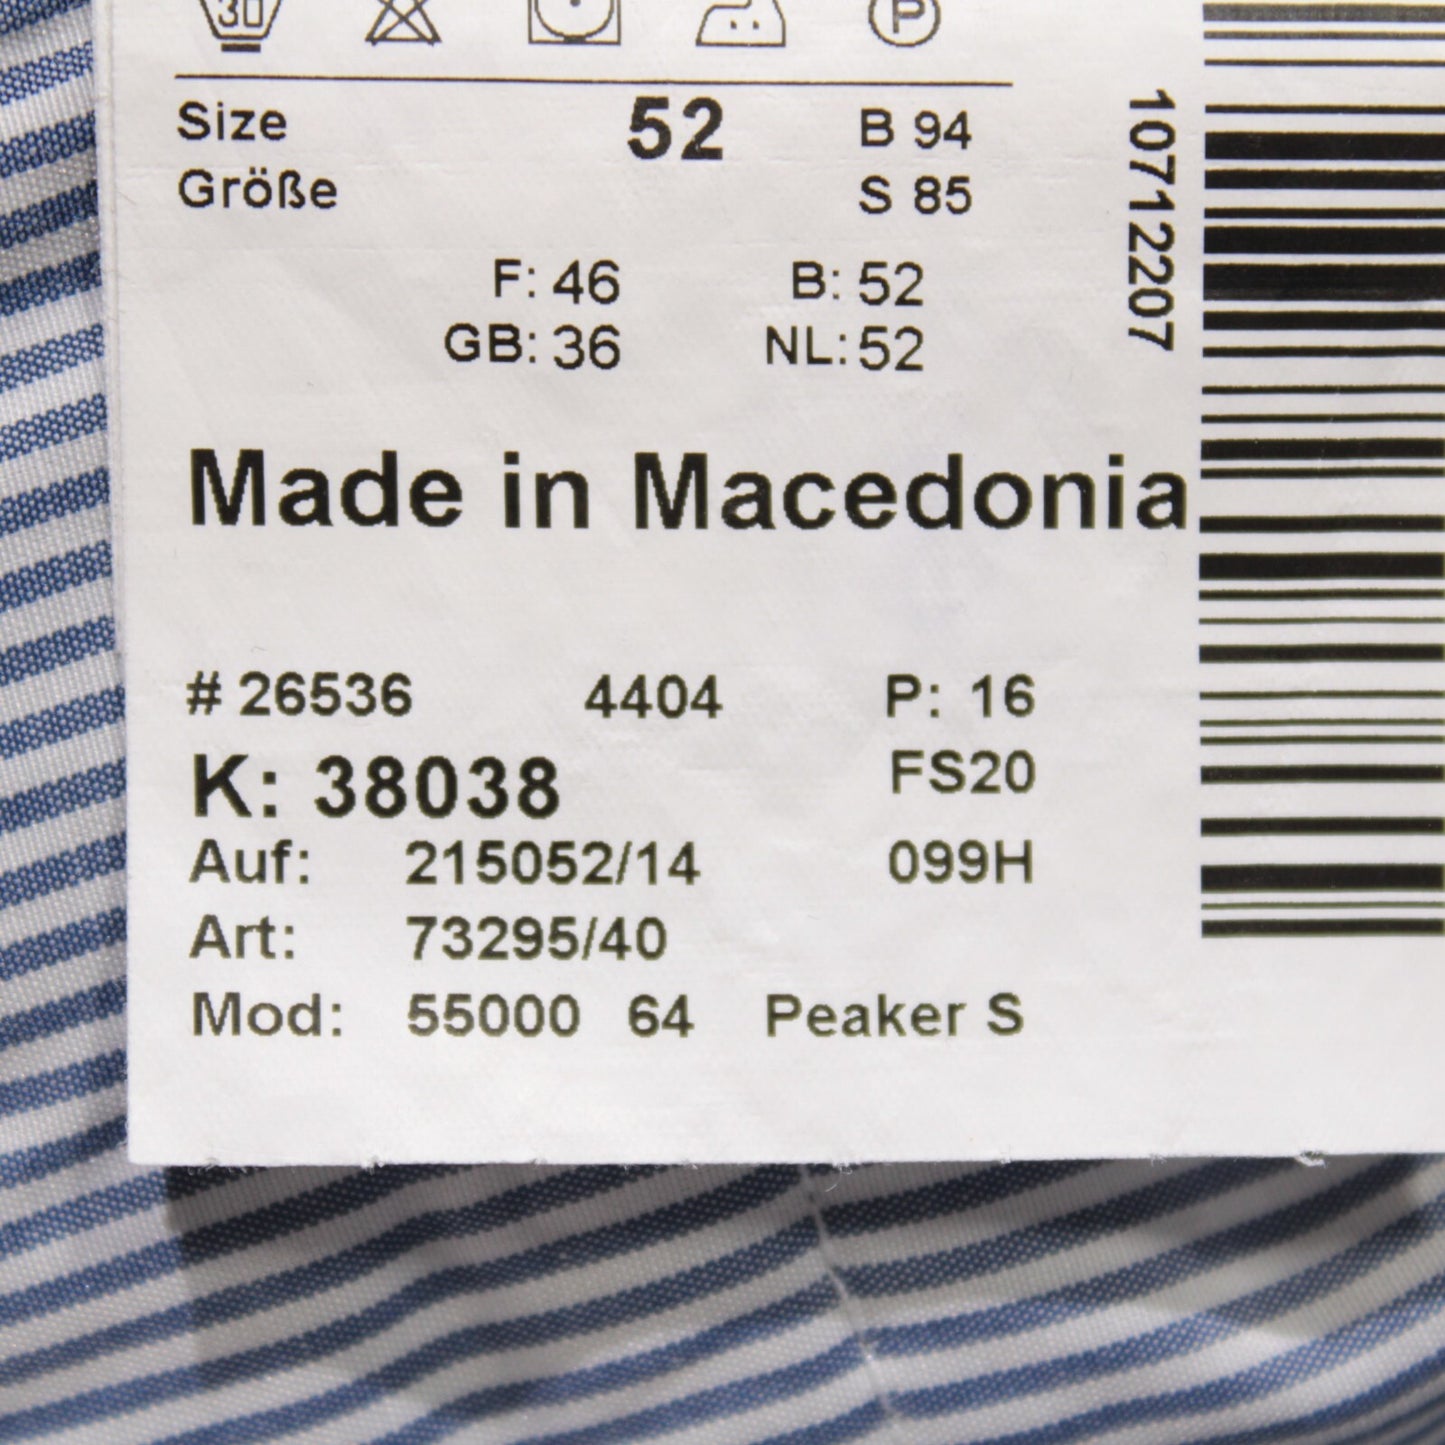 30
P
Size 52 B 94
Größe S 85
F: 46 B: 52
GB: 36 NL: 52
Made in Macedonia
# 26536 4404 P: 16
K: 38038 FS20
Auf: 215052/14 099H
Art: 73295/40
Mod: 55000 64 Peaker S
10712207